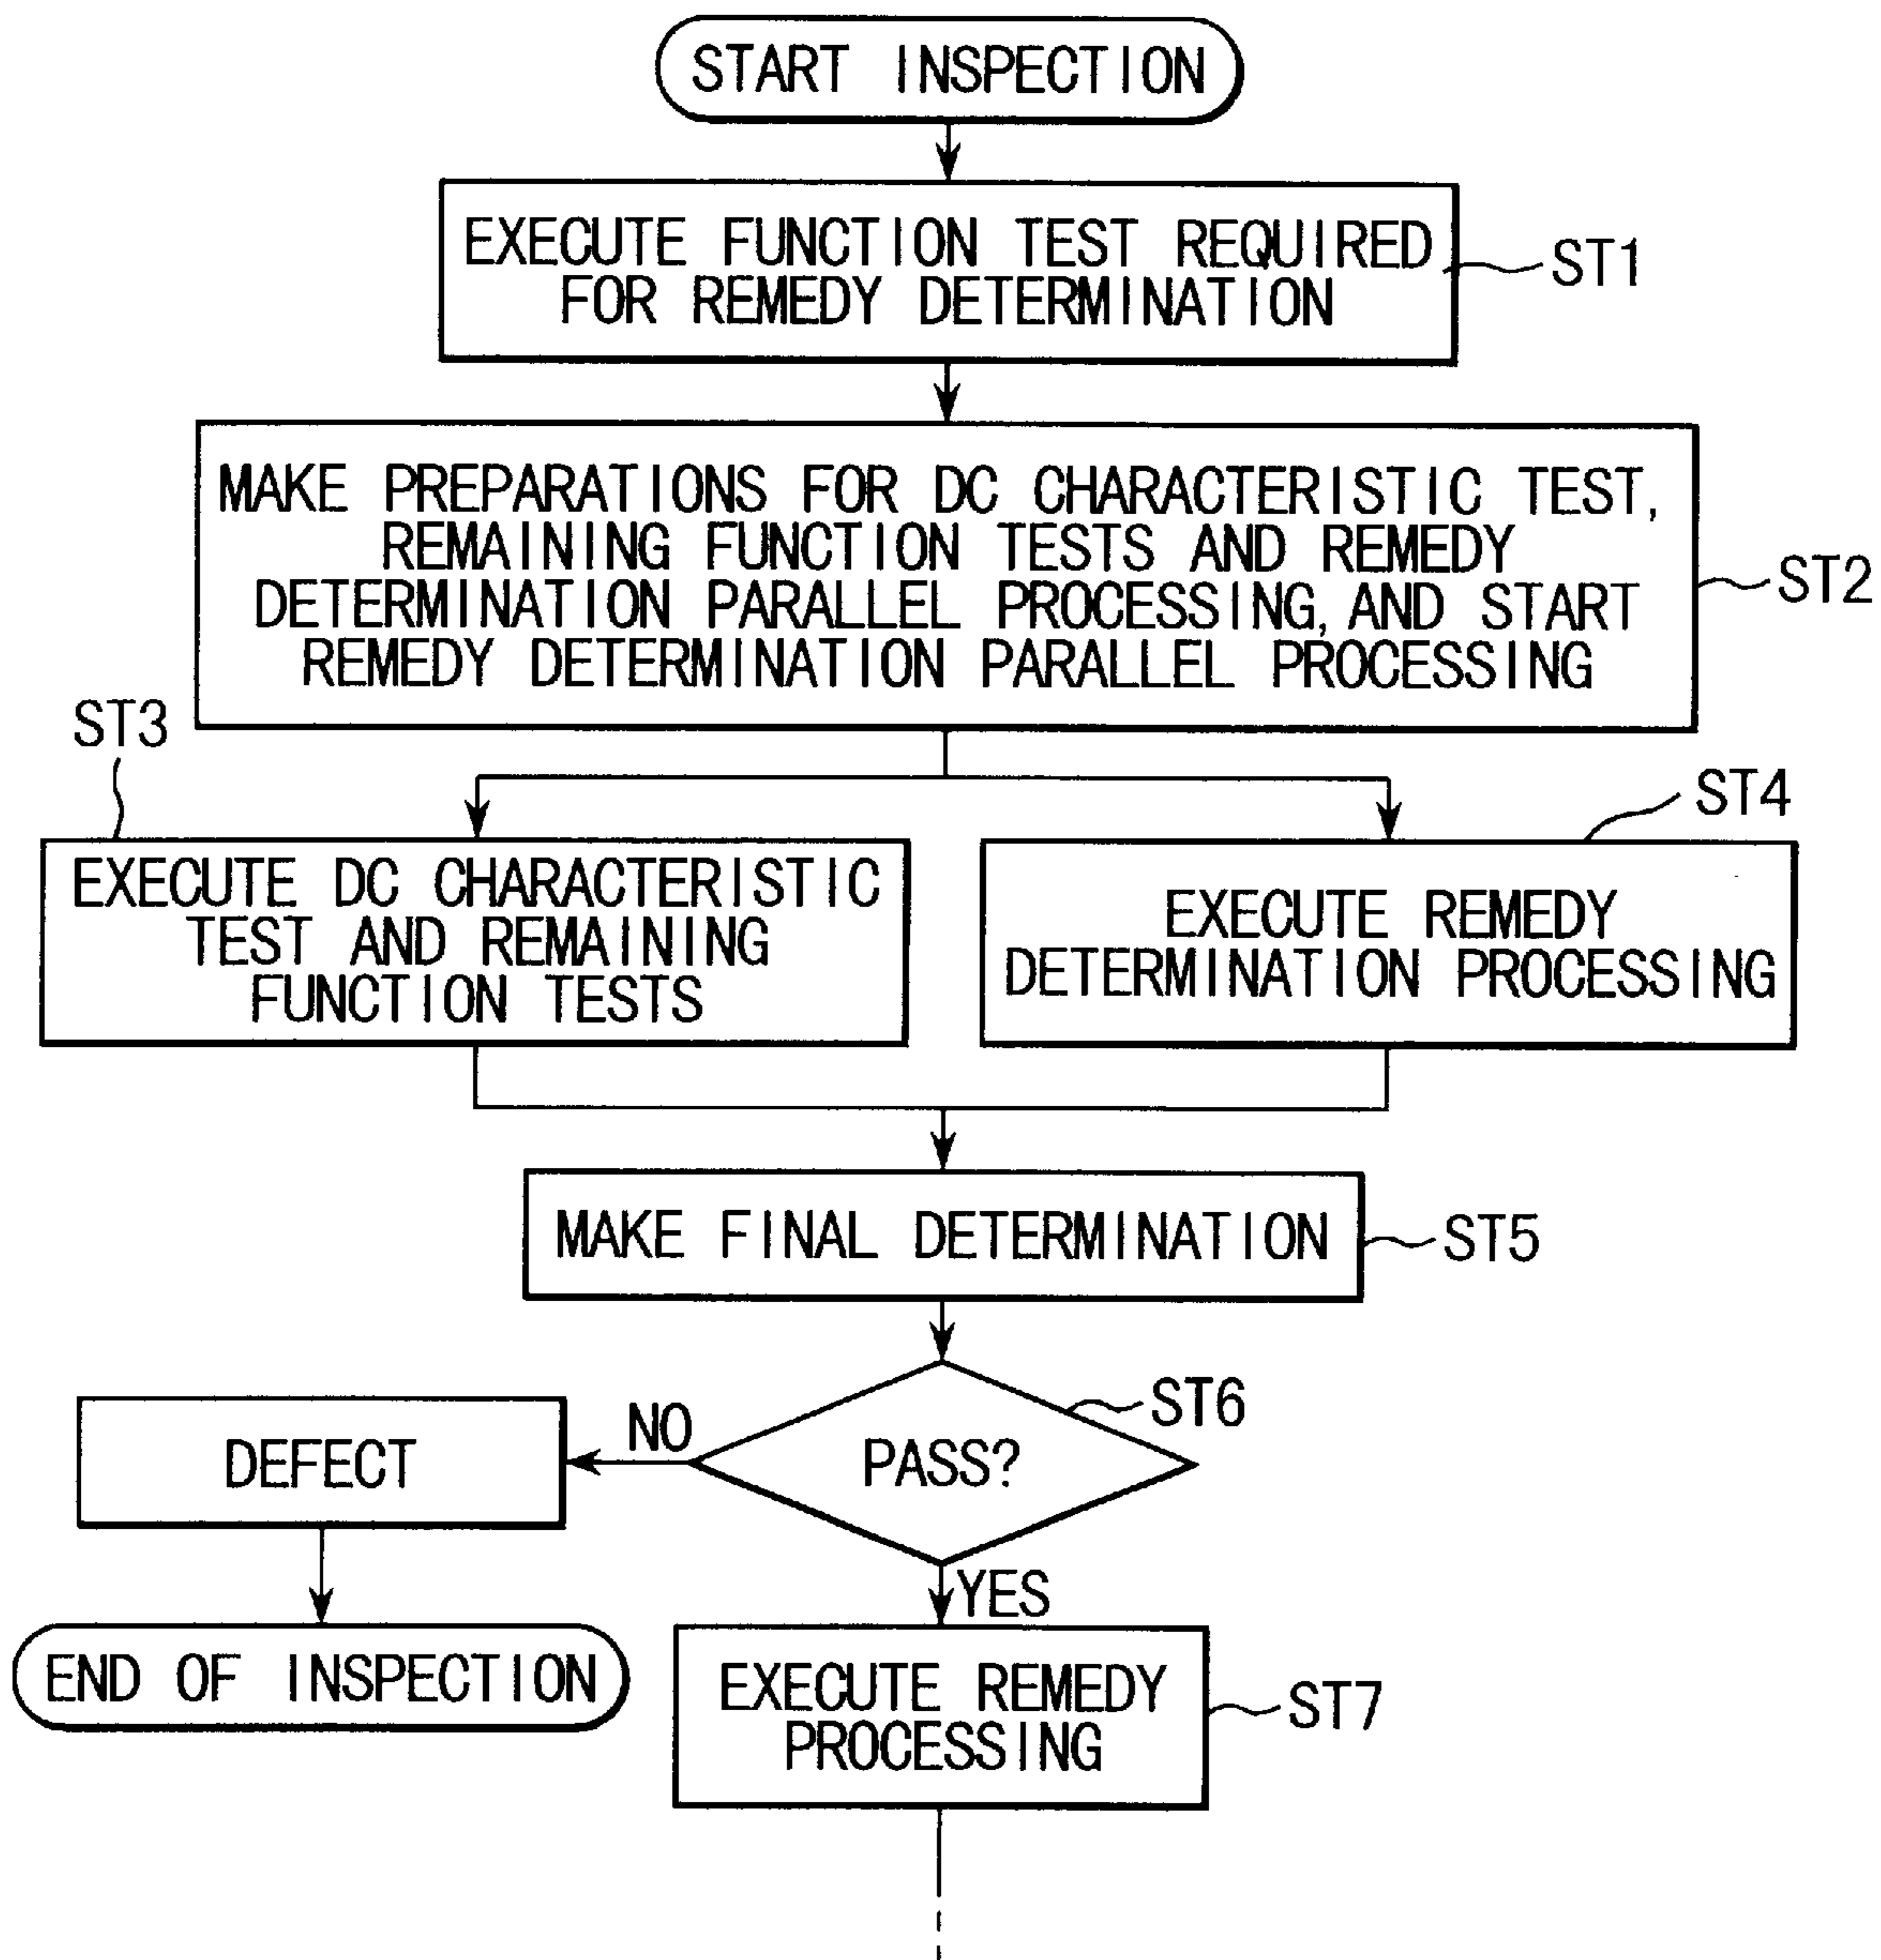 START INSPECTION
EXECUTE FUNCTION TEST REQUIRED
FOR REMEDY DETERMINATION
ST1
MAKE PREPARATIONS FOR DC CHARACTERISTIC TEST,
REMAINING FUNCTION TESTS AND REMEDY
DETERMINATION PARALLEL PROCESSING, AND START
REMEDY DETERMINATION PARALLEL PROCESSING
ST2
ST3
EXECUTE DC CHARACTERISTIC
TEST AND REMAINING
FUNCTION TESTS
ST4
EXECUTE REMEDY
DETERMINATION PROCESSING
MAKE FINAL DETERMINATION
ST5
ST6
PASS?
NO
DEFECT
END OF INSPECTION
YES
EXECUTE REMEDY
PROCESSING
ST7